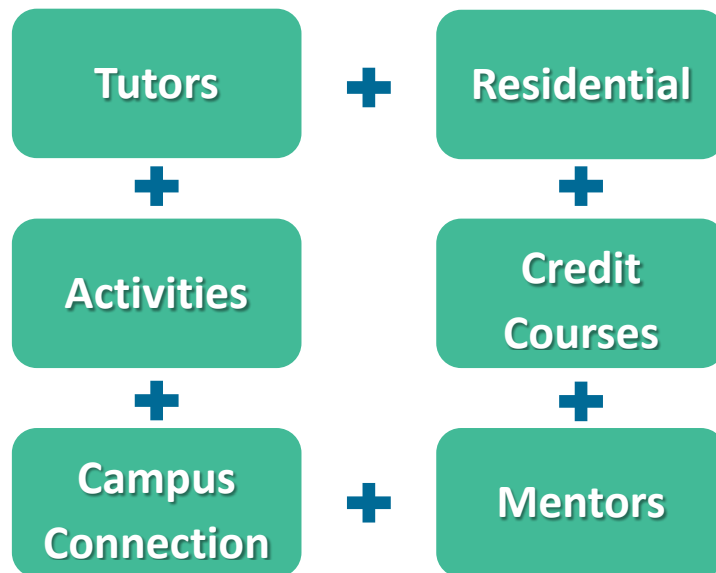 Tutors
Residential
Activities
Credit
Courses
Campus
Connection
Mentors